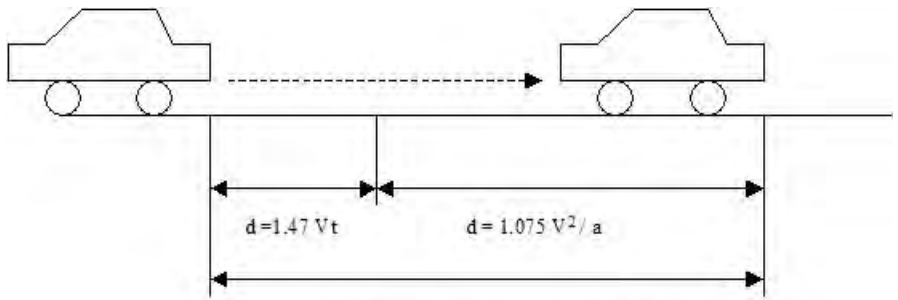 d =1.47 Vt
d = 1.075 V² / a